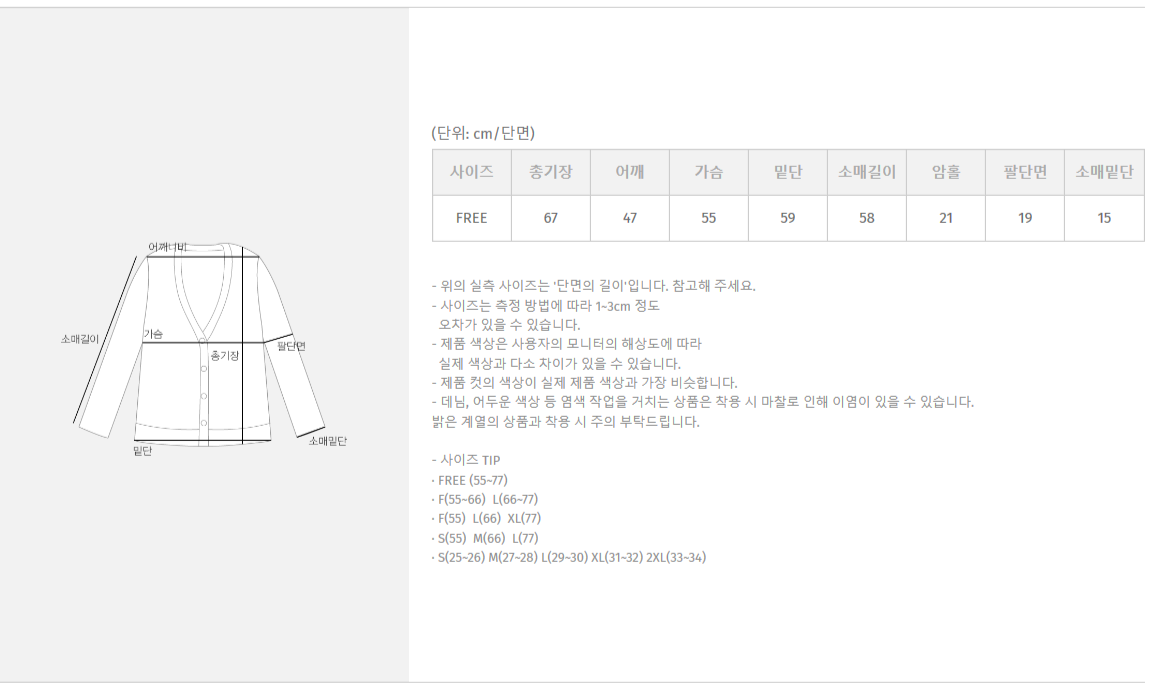 (단위: cm/단면)
사이즈 총기장 어깨 가슴 밑단 소매길이 암홀 팔단면 소매밑단
FREE 67 47 55 59 58 21 19 15
어깨너비
소매길이
가슴
총기장
팔단면
소매밑단
밑단
- 위의 실측 사이즈는 '단면의 길이'입니다. 참고해 주세요.
- 사이즈는 측정 방법에 따라 1~3cm 정도
오차가 있을 수 있습니다.
- 제품 색상은 사용자의 모니터의 해상도에 따라
실제 색상과 다소 차이가 있을 수 있습니다.
- 제품 컷의 색상이 실제 제품 색상과 가장 비슷합니다.
- 데님, 어두운 색상 등 염색 작업을 거치는 상품은 착용 시 마찰로 인해 이염이 있을 수 있습니다.
밝은 계열의 상품과 착용 시 주의 부탁드립니다.
- 사이즈 TIP
· FREE (55~77)
· F(55~66) L(66~77)
· F(55) L(66) XL(77)
· S(55) M(66) L(77)
· S(25~26) M(27~28) L(29~30) XL(31~32) 2XL(33~34)